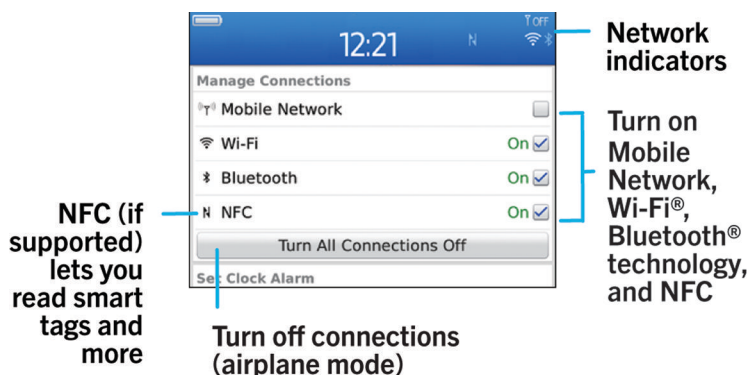 OFF
12:21
Network
indicators
Manage Connections
Mobile Network
Wi-Fi On
Bluetooth On
NFC On
Turn All Connections Off
Set Clock Alarm
Turn on
Mobile
Network,
Wi-Fi®,
Bluetooth®
technology,
and NFC
NFC (if
supported)
lets you
read smart
tags and
more
Turn off connections
(airplane mode)